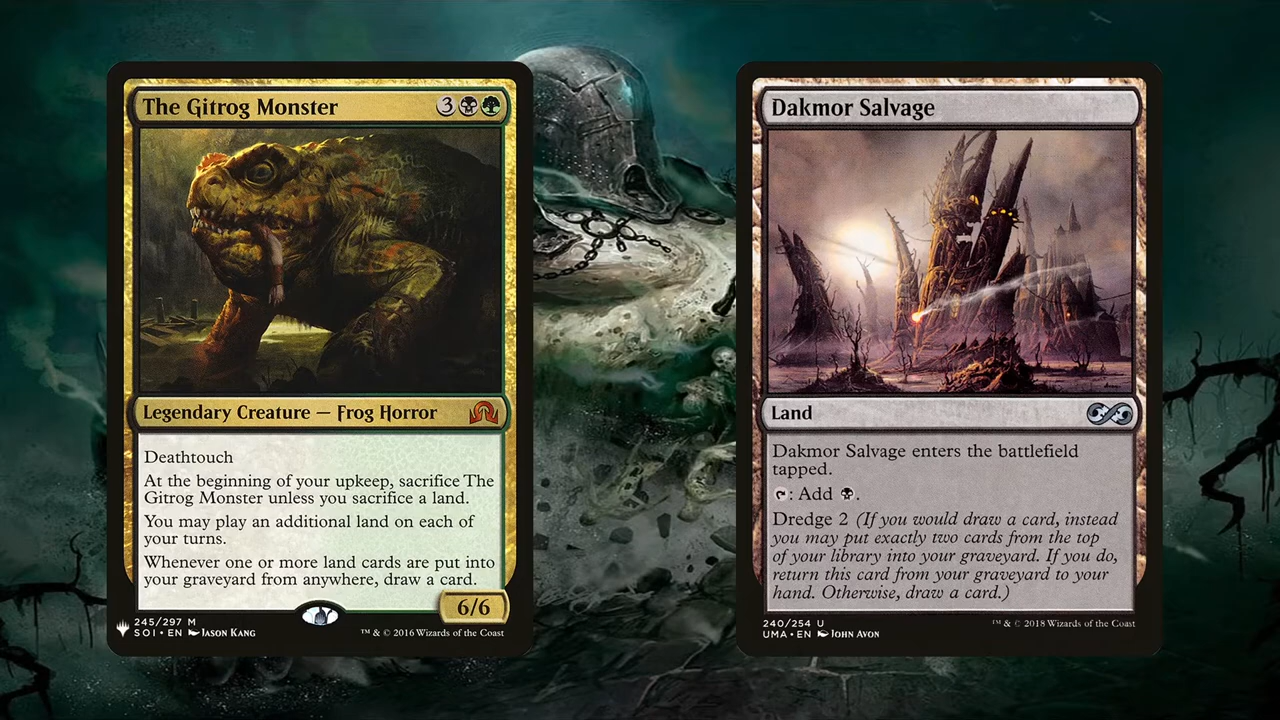 The Gitrog Monster 3
Legendary Creature — Frog Horror
Deathtouch
At the beginning of your upkeep, sacrifice The
Gitrog Monster unless you sacrifice a land.
You may play an additional land on each of
your turns.
Whenever one or more land cards are put into
your graveyard from anywhere, draw a card.
6/6
245/297 M
SOI • EN Jason Kang
™ & © 2016 Wizards of the Coast
Dakmor Salvage
Land
Dakmor Salvage enters the battlefield
tapped.
: Add .
Dredge 2 (If you would draw a card, instead
you may put exactly two cards from the top
of your library into your graveyard. If you do,
return this card from your graveyard to your
hand. Otherwise, draw a card.)
240/254 U
UMA • EN John Avon
™ & © 2018 Wizards of the Coast